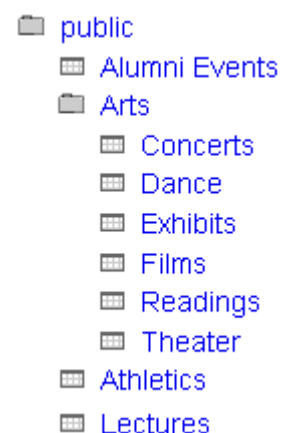 public
Alumni Events
Arts
Concerts
Dance
Exhibits
Films
Readings
Theater
Athletics
Lectures